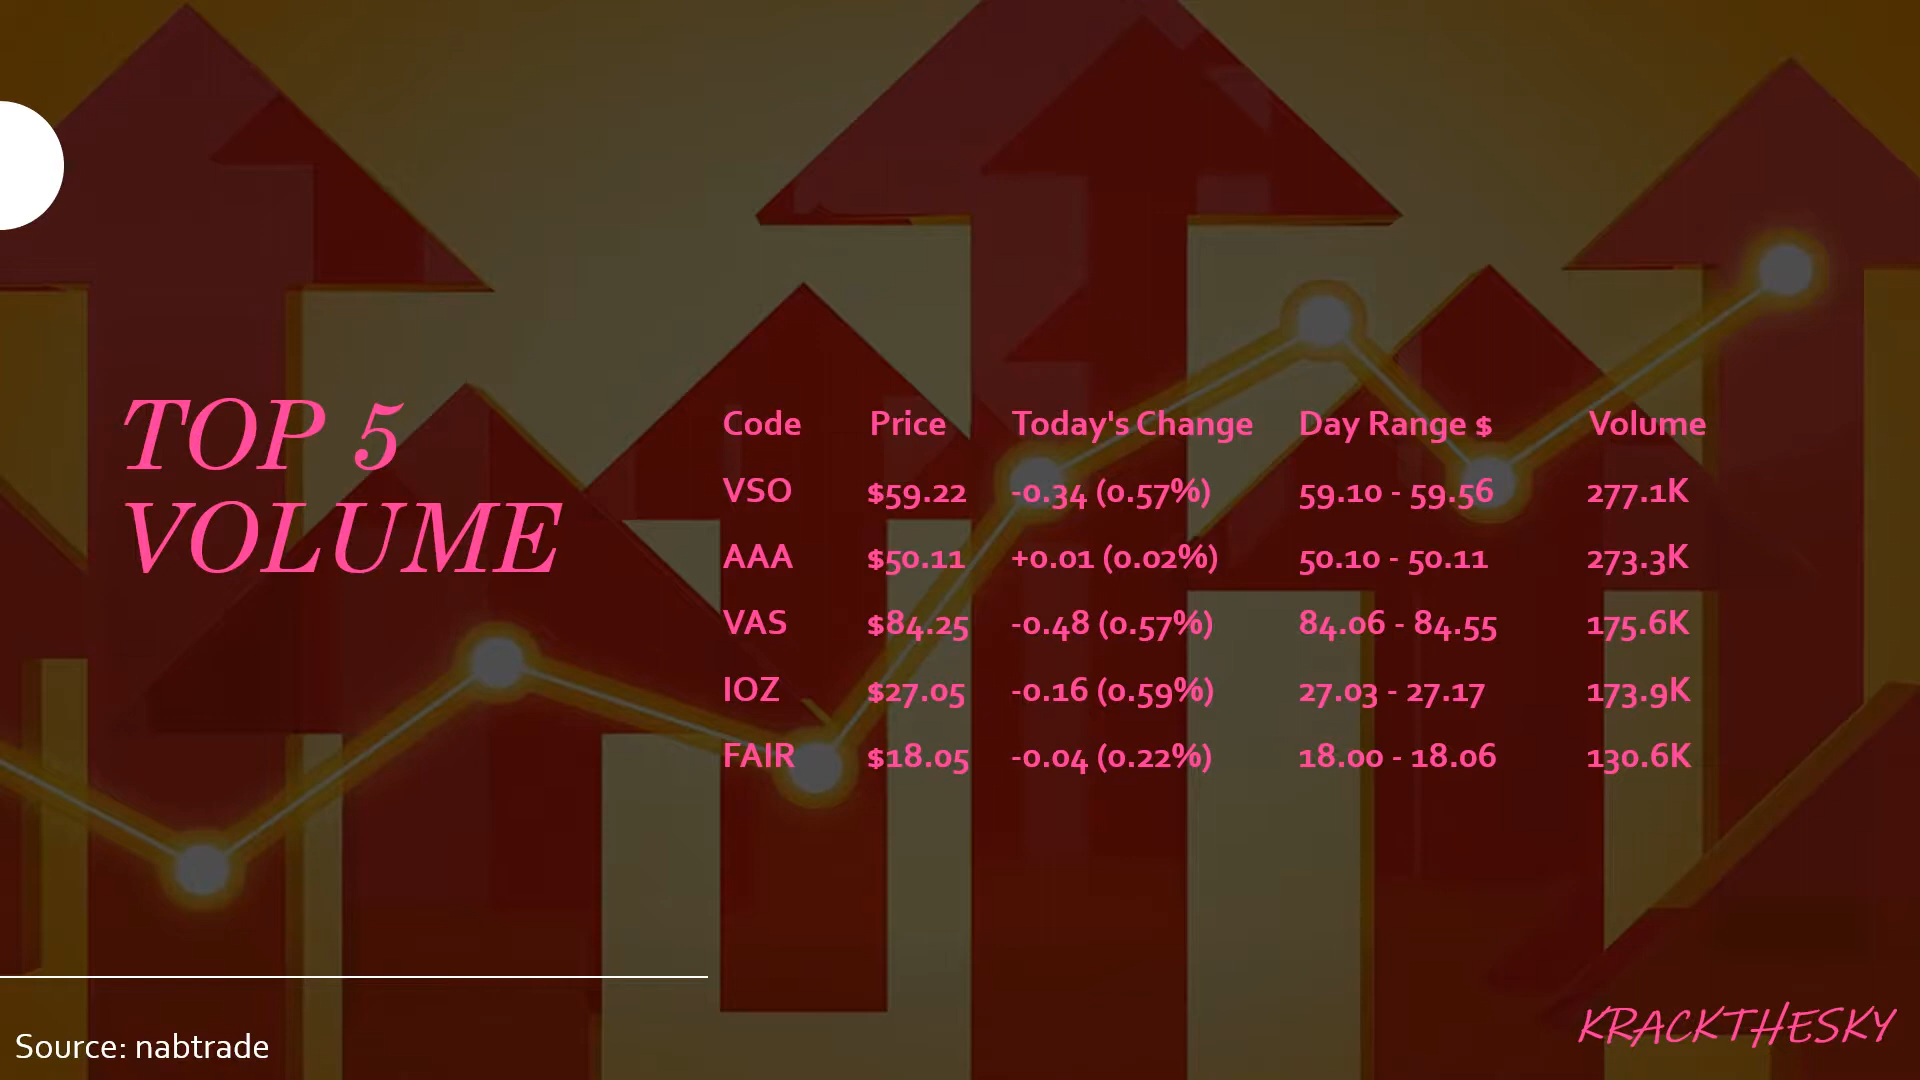 TOP 5
VOLUME
Code Price Today's Change Day Range $ Volume
VSO $59.22 -0.34 (0.57%) 59.10 - 59.56 277.1K
AAA $50.11 +0.01 (0.02%) 50.10 - 50.11 273.3K
VAS $84.25 -0.48 (0.57%) 84.06 - 84.55 175.6K
IOZ $27.05 -0.16 (0.59%) 27.03 - 27.17 173.9K
FAIR $18.05 -0.04 (0.22%) 18.00 - 18.06 130.6K
Source: nabtrade
KRACKTHESKY